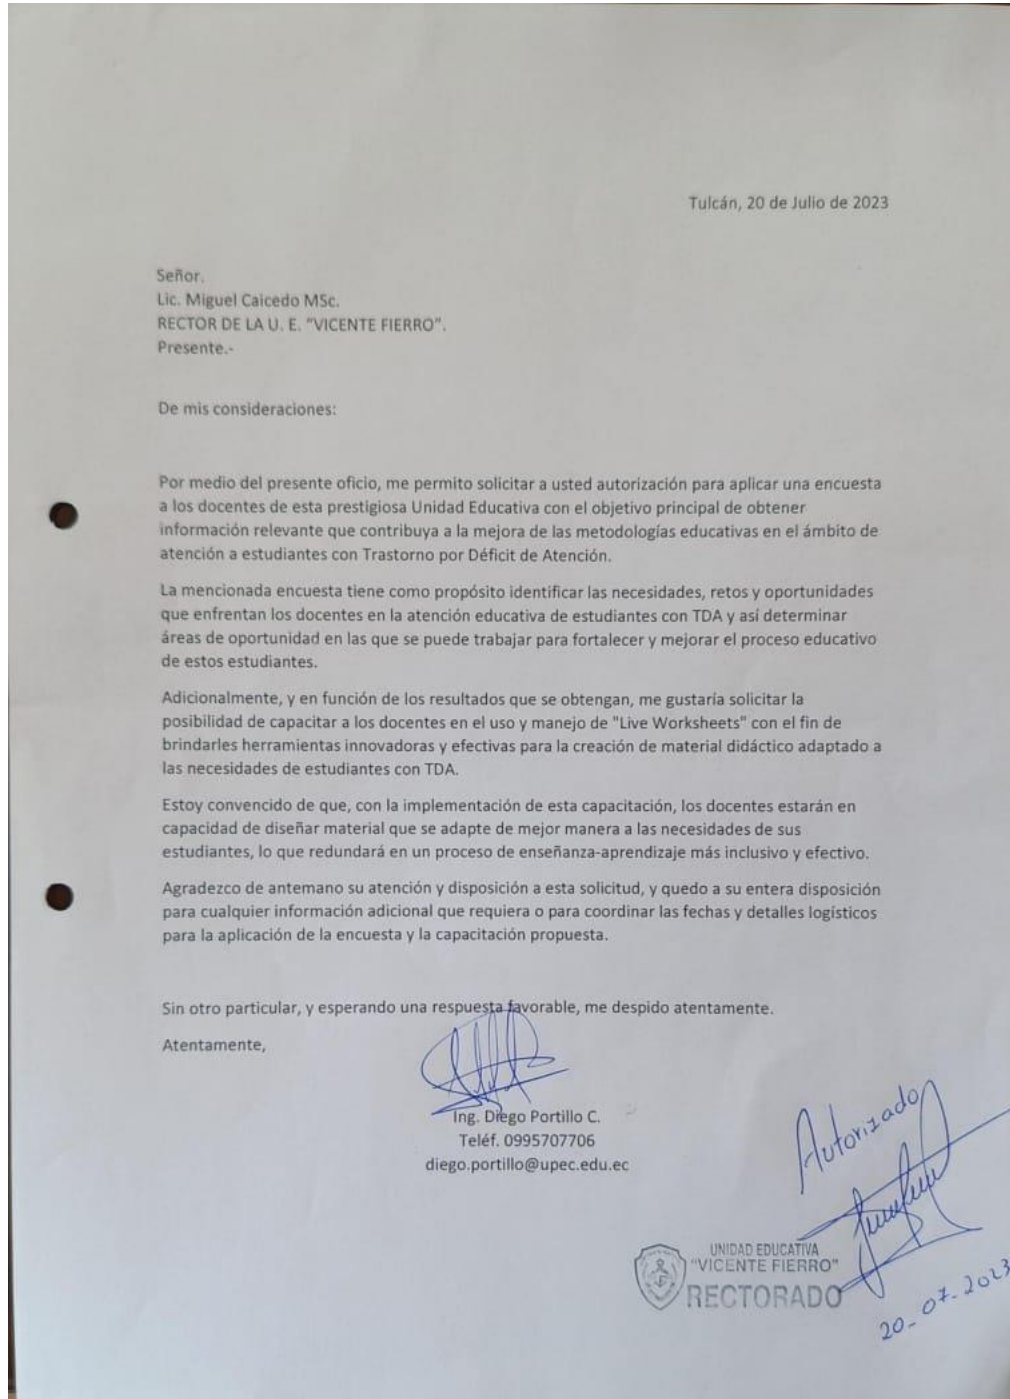 Tulcán, 20 de Julio de 2023
Señor.
Lic. Miguel Caicedo MSc.
RECTOR DE LA U. E. "VICENTE FIERRO".
Presente.-
De mis consideraciones:
Por medio del presente oficio, me permito solicitar a usted autorización para aplicar una encuesta
a los docentes de esta prestigiosa Unidad Educativa con el objetivo principal de obtener
información relevante que contribuya a la mejora de las metodologías educativas en el ámbito de
atención a estudiantes con Trastorno por Déficit de Atención.
La mencionada encuesta tiene como propósito identificar las necesidades, retos y oportunidades
que enfrentan los docentes en la atención educativa de estudiantes con TDA y así determinar
áreas de oportunidad en las que se puede trabajar para fortalecer y mejorar el proceso educativo
de estos estudiantes.
Adicionalmente, y en función de los resultados que se obtengan, me gustaría solicitar la
posibilidad de capacitar a los docentes en el uso y manejo de "Live Worksheets" con el fin de
brindarles herramientas innovadoras y efectivas para la creación de material didáctico adaptado a
las necesidades de estudiantes con TDA.
Estoy convencido de que, con la implementación de esta capacitación, los docentes estarán en
capacidad de diseñar material que se adapte de mejor manera a las necesidades de sus
estudiantes, lo que redundará en un proceso de enseñanza-aprendizaje más inclusivo y efectivo.
Agradezco de antemano su atención y disposición a esta solicitud, y quedo a su entera disposición
para cualquier información adicional que requiera o para coordinar las fechas y detalles logísticos
para la aplicación de la encuesta y la capacitación propuesta.
Sin otro particular, y esperando una respuesta favorable, me despido atentamente.
Atentamente,
Ing. Diego Portillo C.
Teléf. 0995707706
diego.portillo@upec.edu.ec
Autorizado
UNIDAD EDUCATIVA
"VICENTE FIERRO"
RECTORADO
20-07-2023